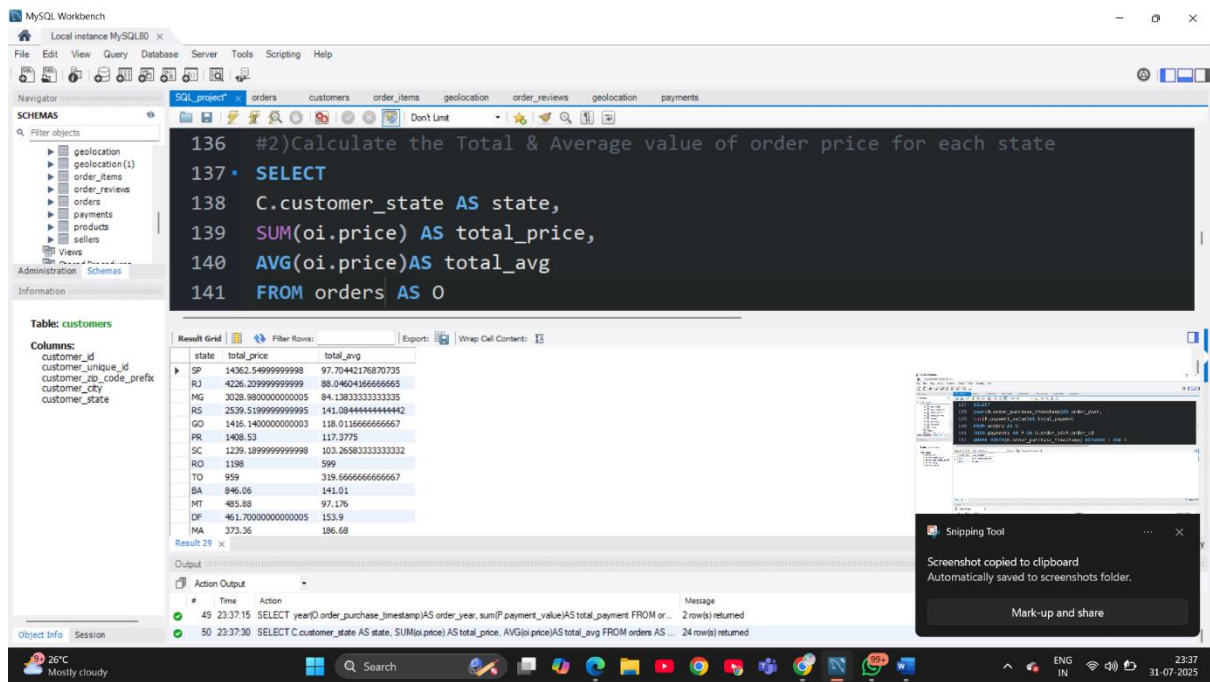 MySQL Workbench
Local instance MySQL80 ×
File Edit View Query Database Server Tools Scripting Help
Navigator
SQL_project* × orders customers order_items geolocation order_reviews geolocation payments
SCHEMAS
Filter objects
geolocation
geolocation (1)
order_items
order_reviews
orders
payments
products
sellers
Views
Administration Schemas
Information
Table: customers
Columns:
customer_id
customer_unique_id
customer_zip_code_prefix
customer_city
customer_state
Object Info Session
Don't Limit
136 #2)Calculate the Total & Average value of order price for each state
137 SELECT
138 C.customer_state AS state,
139 SUM(oi.price) AS total_price,
140 AVG(oi.price)AS total_avg
141 FROM orders AS O
Result Grid Filter Rows: Export: Wrap Cell Content:
state total_price total_avg
SP 14362.54999999998 97.70442176870735
RJ 4226.209999999999 88.04604166666665
MG 3028.9800000000005 84.13833333333335
RS 2539.519999999995 141.08444444444442
GO 1416.1400000000003 118.0116666666667
PR 1408.53 117.3775
SC 1239.1899999999998 103.26583333333332
RO 1198 599
TO 959 319.6666666666667
BA 846.06 141.01
MT 485.88 97.176
DF 461.70000000000005 153.9
MA 373.36 186.68
Result 29 ×
Output
Action Output
# Time Action Message
49 23:37:15 SELECT year(O.order_purchase_timestamp)AS order_year, sum(P.payment_value)AS total_payment FROM or... 2 row(s) returned
50 23:37:30 SELECT C.customer_state AS state, SUM(oi.price) AS total_price, AVG(oi.price)AS total_avg FROM orders AS ... 24 row(s) returned
Snipping Tool
Screenshot copied to clipboard
Automatically saved to screenshots folder.
Mark-up and share
9+
26°C
Mostly cloudy
Search
99+
ENG
IN
23:37
31-07-2025